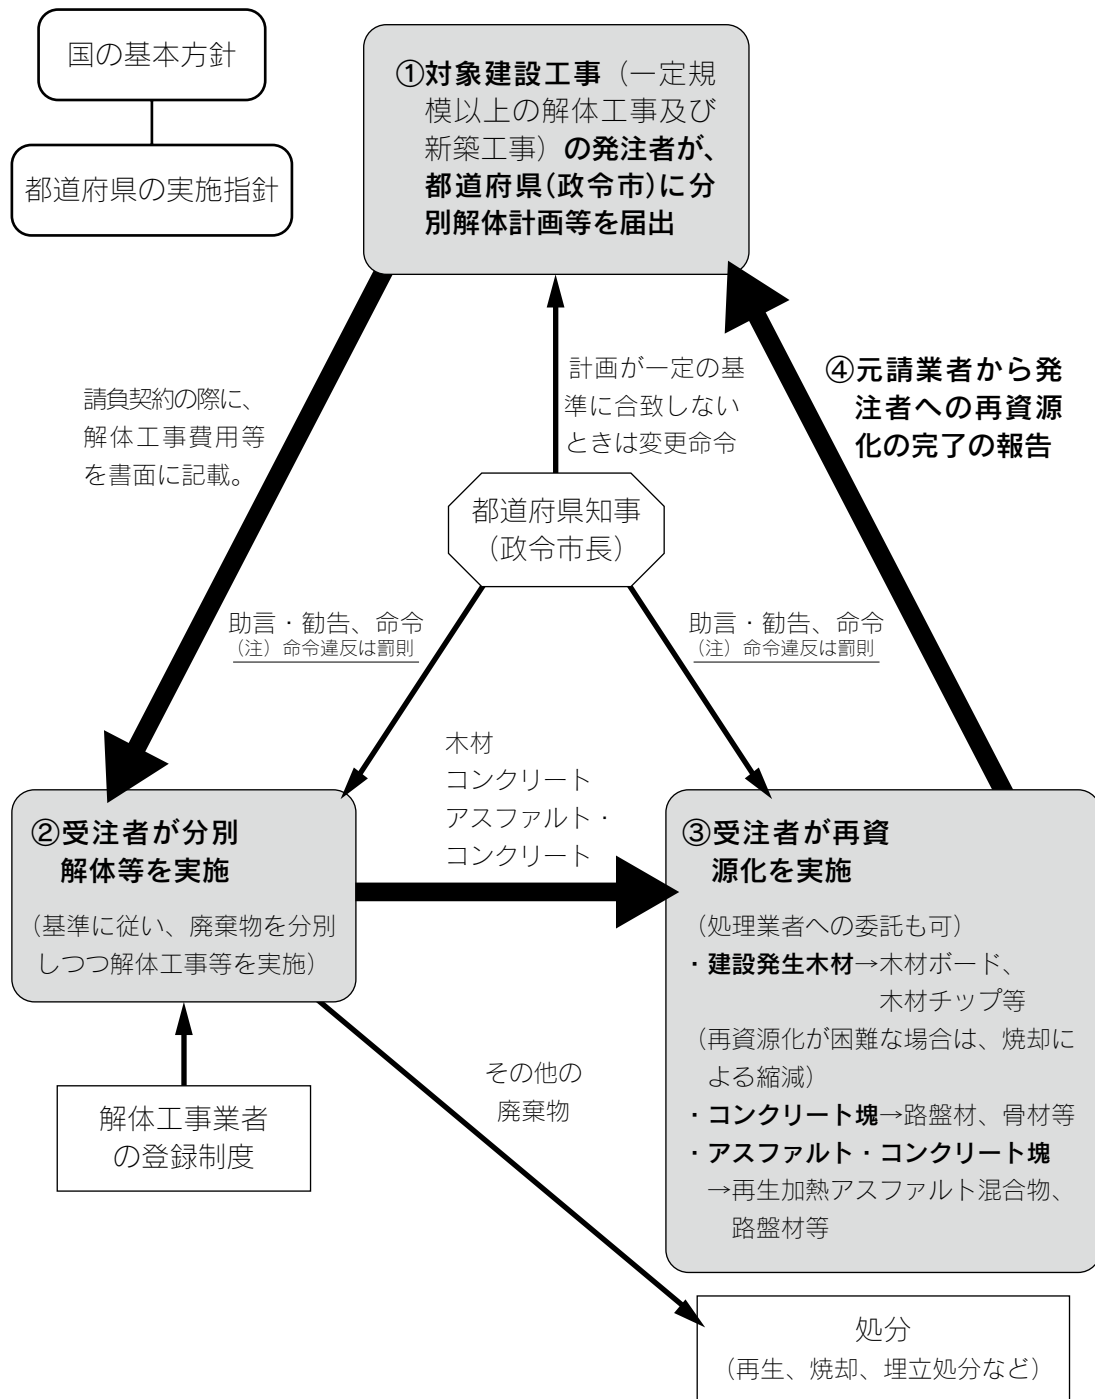 国の基本方針
都道府県の実施指針
①対象建設工事（一定規
模以上の解体工事及び
新築工事）の発注者が、
都道府県(政令市)に分
別解体計画等を届出
請負契約の際に、
解体工事費用等
を書面に記載。
計画が一定の基
準に合致しない
ときは変更命令
④元請業者から発
注者への再資源
化の完了の報告
都道府県知事
（政令市長）
助言・勧告、命令
（注）命令違反は罰則
助言・勧告、命令
（注）命令違反は罰則
木材
コンクリート
アスファルト・
コンクリート
②受注者が分別
解体等を実施
（基準に従い、廃棄物を分別
しつつ解体工事等を実施）
③受注者が再資
源化を実施
（処理業者への委託も可）
・建設発生木材→木材ボード、
木材チップ等
（再資源化が困難な場合は、焼却に
よる縮減）
・コンクリート塊→路盤材、骨材等
・アスファルト・コンクリート塊
→再生加熱アスファルト混合物、
路盤材等
その他の
廃棄物
解体工事業者
の登録制度
処分
（再生、焼却、埋立処分など）